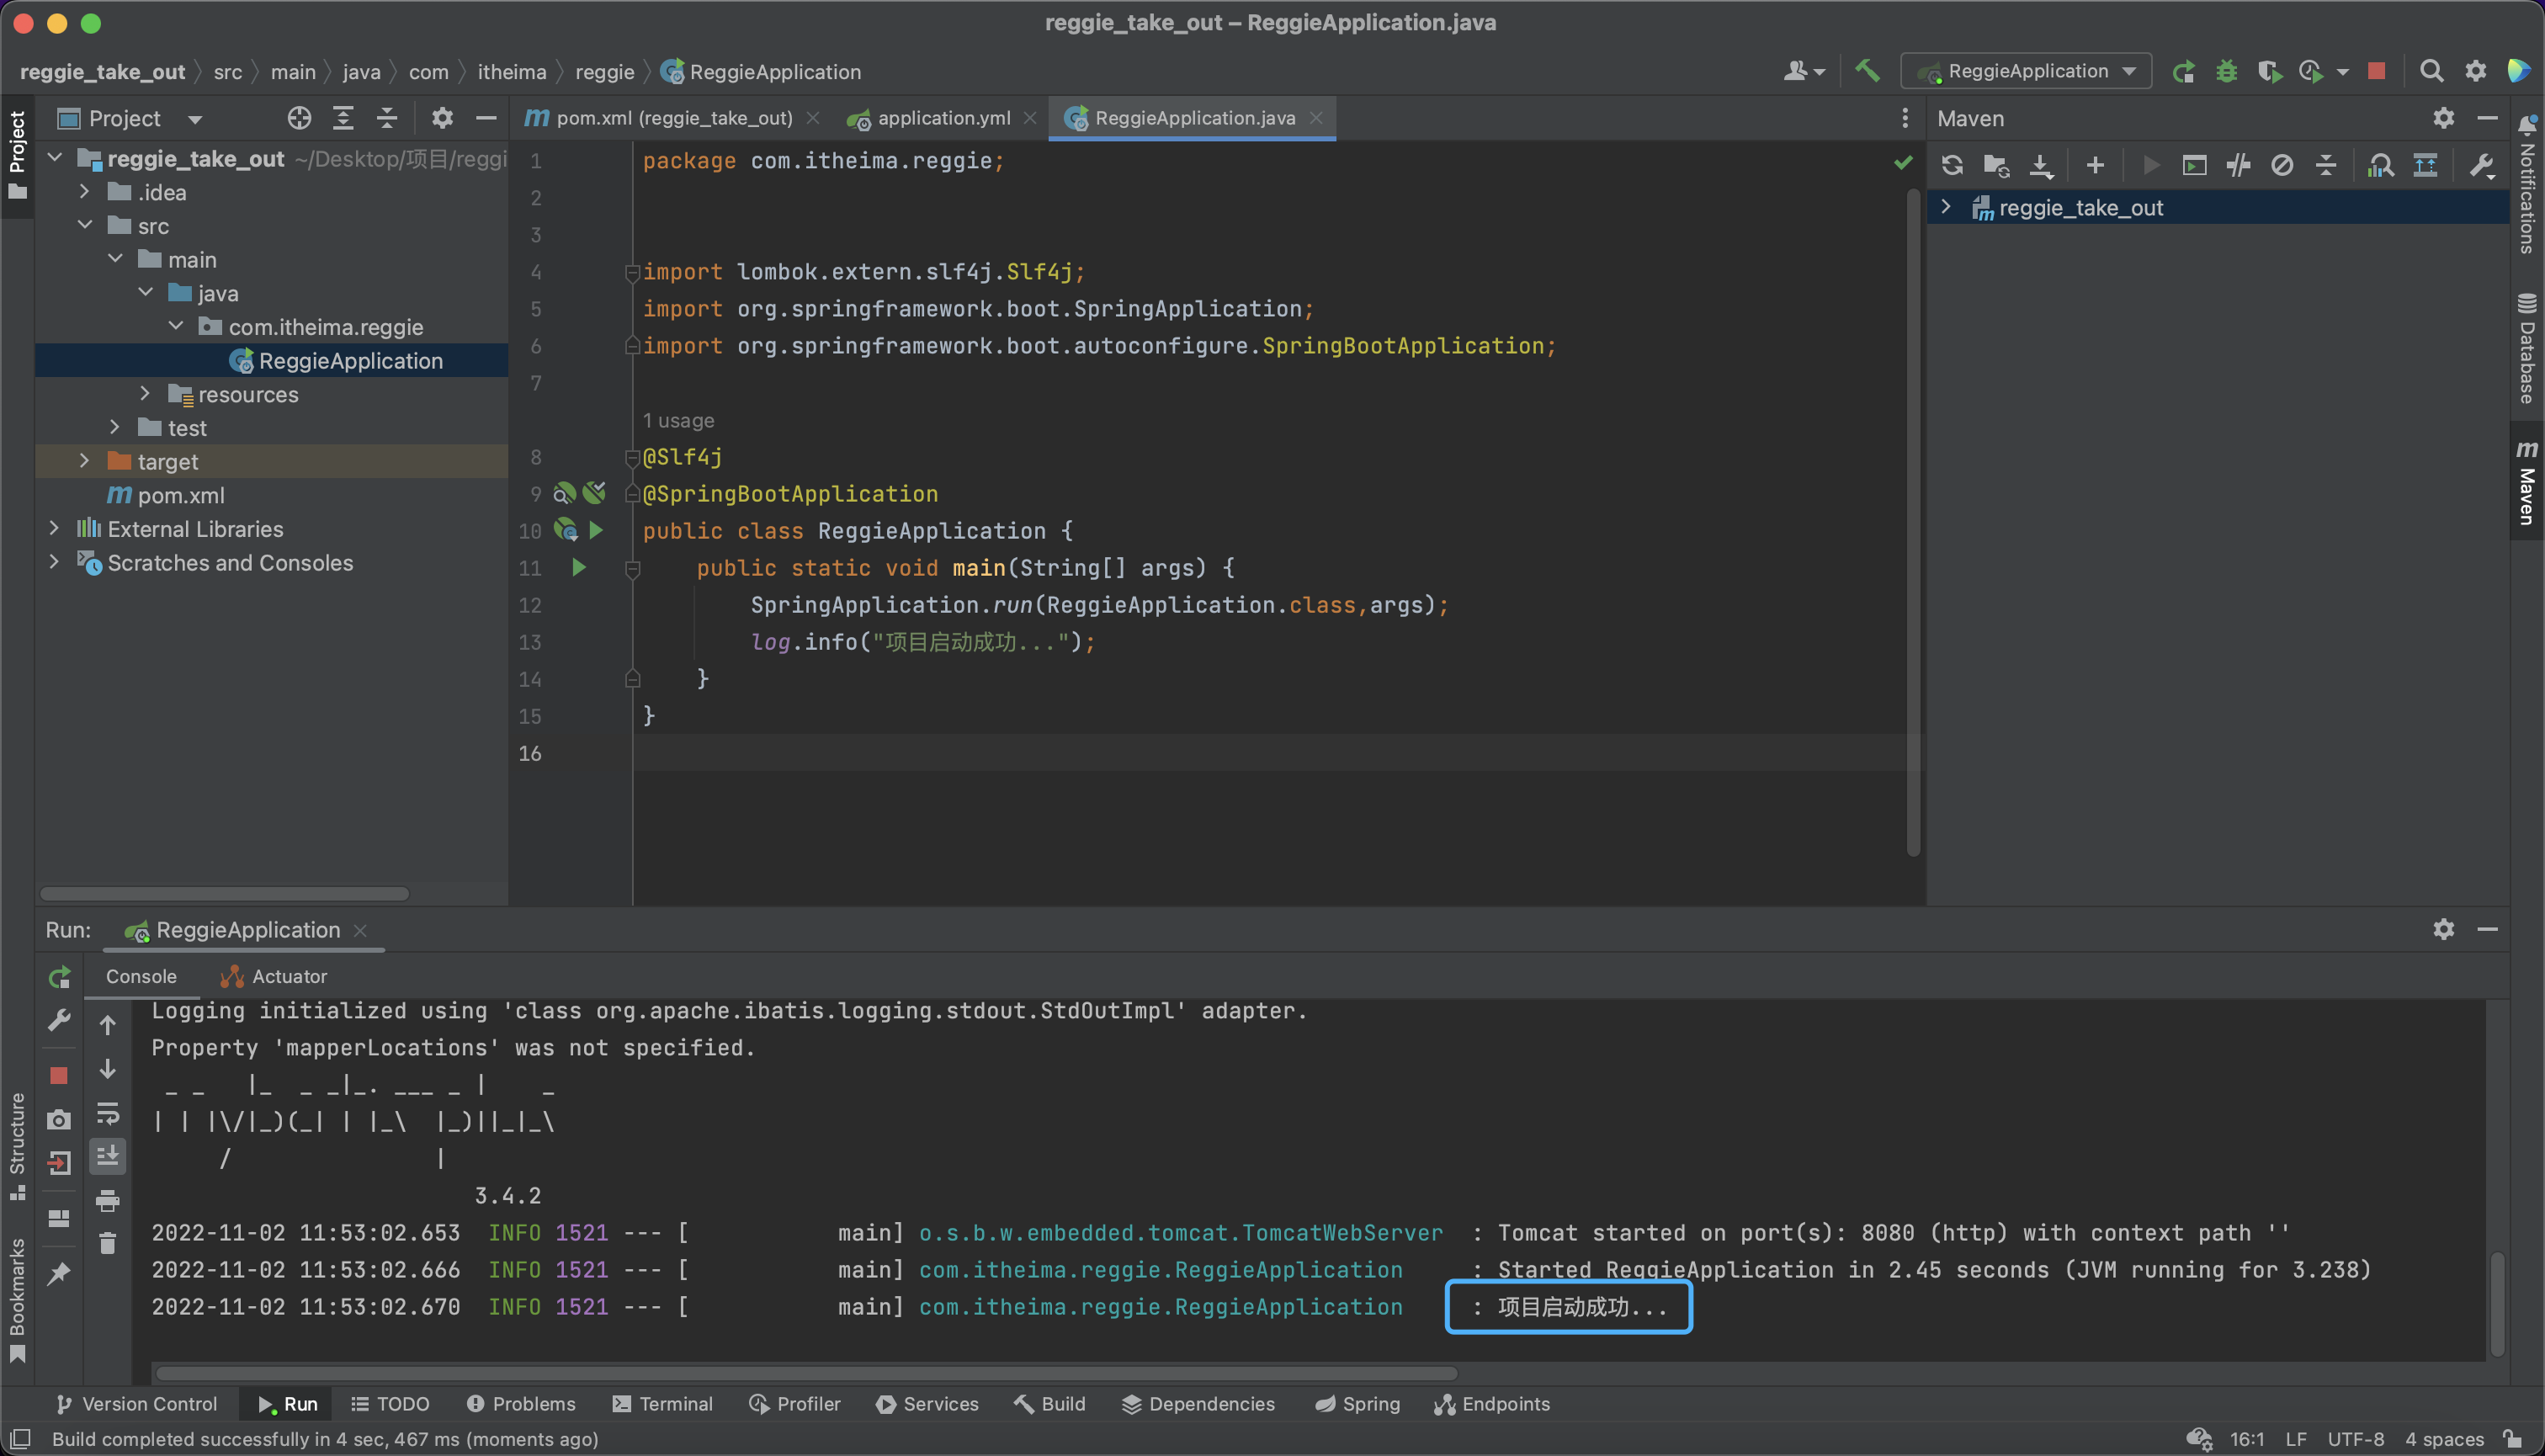 reggie_take_out – ReggieApplication.java
reggie_take_out src main java com itheima reggie ReggieApplication
ReggieApplication
Project
pom.xml (reggie_take_out)
application.yml
ReggieApplication.java
Maven
Project
reggie_take_out ~/Desktop/项目/reggi
.idea
src
main
java
com.itheima.reggie
ReggieApplication
resources
test
target
pom.xml
External Libraries
Scratches and Consoles
1 package com.itheima.reggie;
2
3
4 import lombok.extern.slf4j.Slf4j;
5 import org.springframework.boot.SpringApplication;
6 import org.springframework.boot.autoconfigure.SpringBootApplication;
7
1 usage
8 @Slf4j
9 @SpringBootApplication
10 public class ReggieApplication {
11 public static void main(String[] args) {
12 SpringApplication.run(ReggieApplication.class,args);
13 log.info("项目启动成功...");
14 }
15 }
16
reggie_take_out
Notifications
Database
Maven
Run: ReggieApplication
Console Actuator
Logging initialized using 'class org.apache.ibatis.logging.stdout.StdOutImpl' adapter.
Property 'mapperLocations' was not specified.
 _ _   |_  _ _|_. ___ _ |    _
| | |\/|_)(_| | |_\  |_)||_|_\
     /               |
3.4.2
2022-11-02 11:53:02.653  INFO 1521 --- [           main] o.s.b.w.embedded.tomcat.TomcatWebServer  : Tomcat started on port(s): 8080 (http) with context path ''
2022-11-02 11:53:02.666  INFO 1521 --- [           main] com.itheima.reggie.ReggieApplication     : Started ReggieApplication in 2.45 seconds (JVM running for 3.238)
2022-11-02 11:53:02.670  INFO 1521 --- [           main] com.itheima.reggie.ReggieApplication     : 项目启动成功...
Structure
Bookmarks
Version Control Run TODO Problems Terminal Profiler Services Build Dependencies Spring Endpoints
Build completed successfully in 4 sec, 467 ms (moments ago)
16:1 LF UTF-8 4 spaces